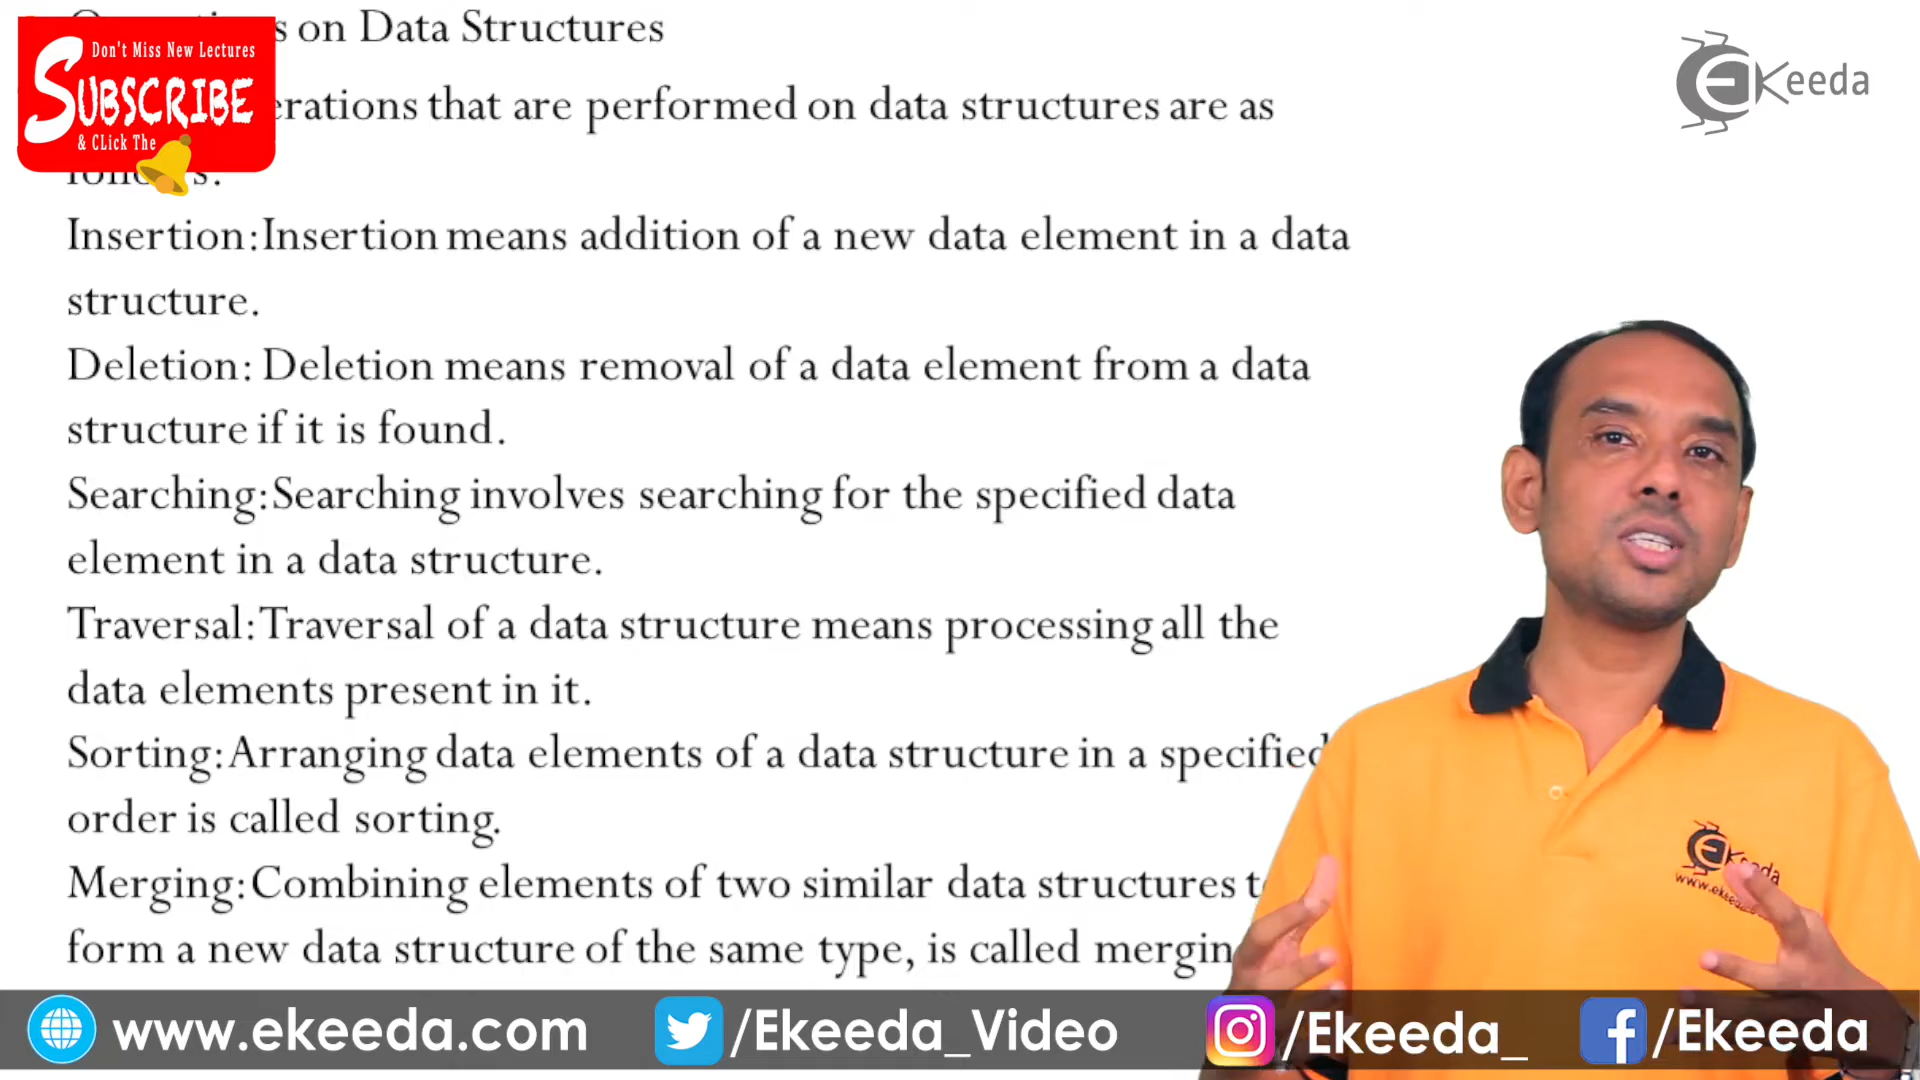 s on Data Structures
Don't Miss New Lectures
SUBSCRIBE
& CLick The
erations that are performed on data structures are as
Insertion:Insertion means addition of a new data element in a data
structure.
Deletion: Deletion means removal of a data element from a data
structure if it is found.
Searching:Searching involves searching for the specified data
element in a data structure.
Traversal:Traversal of a data structure means processing all the
data elements present in it.
Sorting:Arranging data elements of a data structure in a specified
order is called sorting.
Merging:Combining elements of two similar data structures t
form a new data structure of the same type, is called mergin
Ekeeda
Ekeeda
www.ekeeda.com
/Ekeeda_Video
/Ekeeda_
/Ekeeda